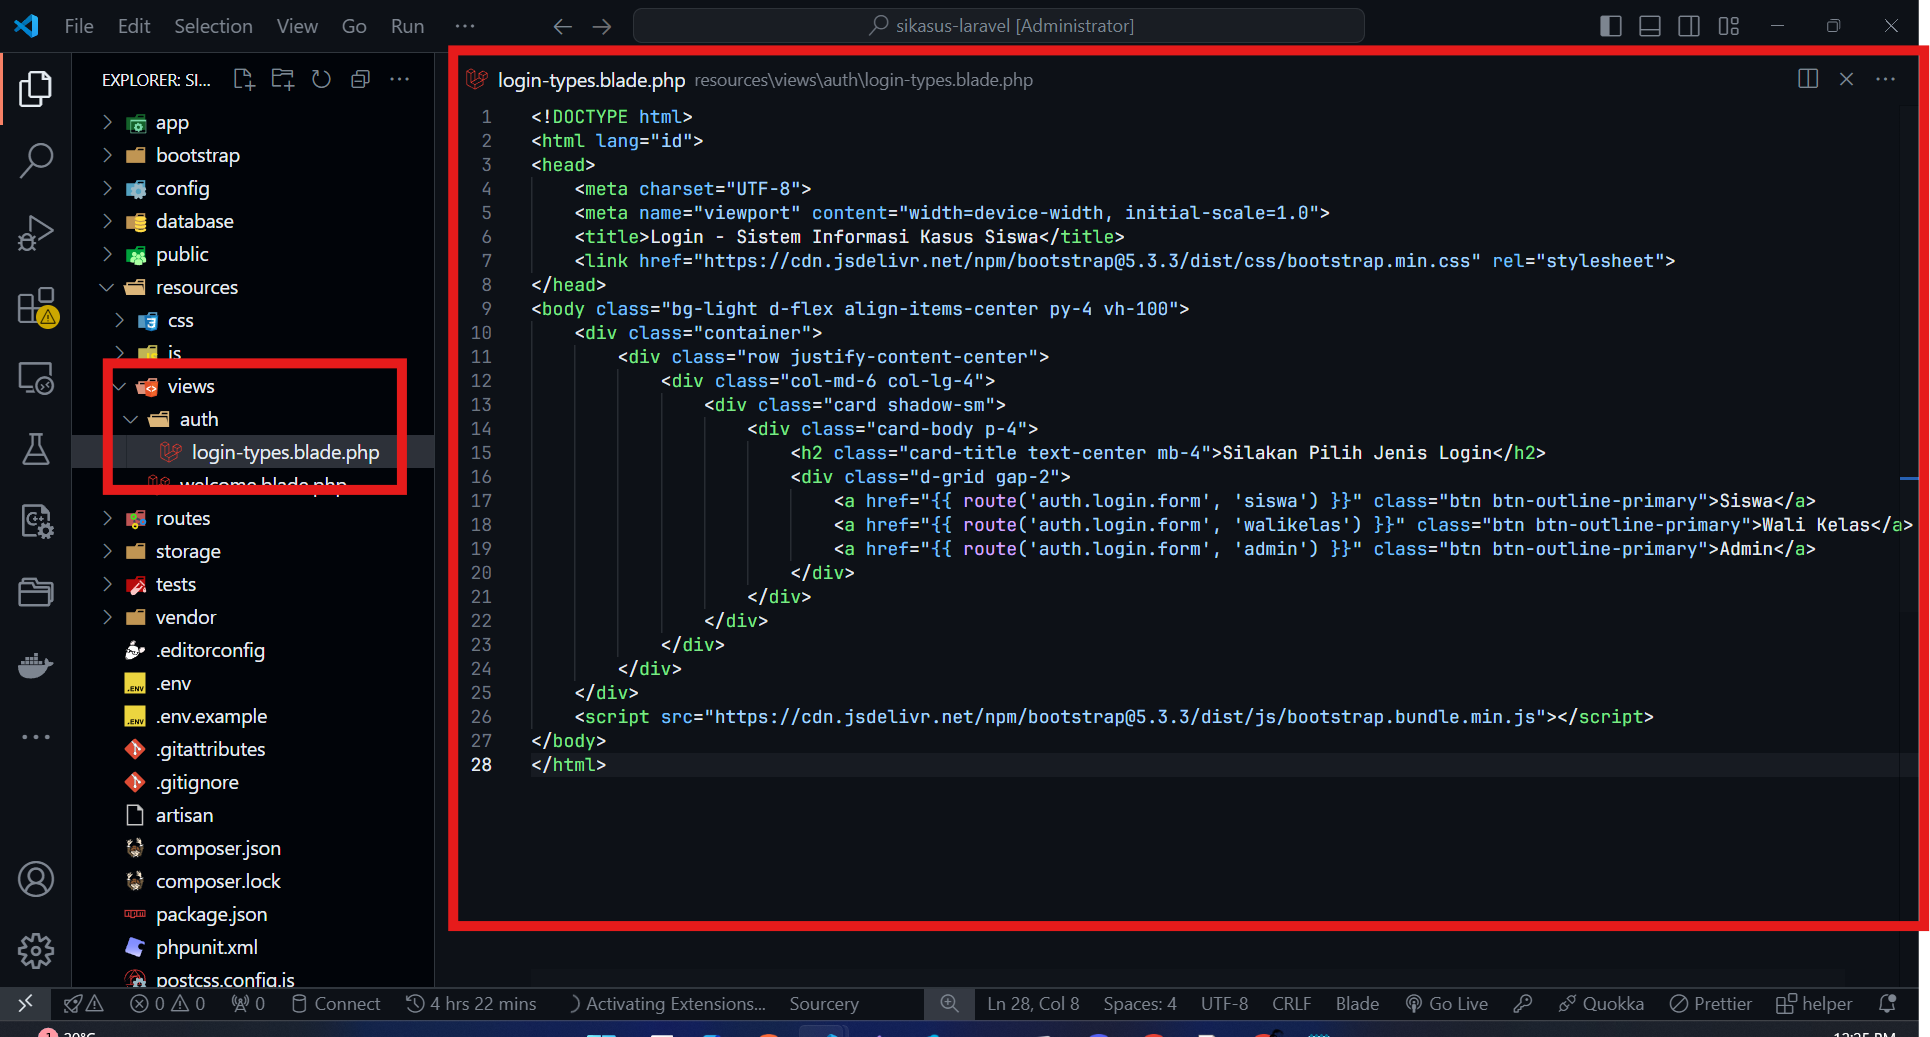 File Edit Selection View Go Run ··· sikasus-laravel [Administrator]
EXPLORER: SI...
app
bootstrap
config
database
public
resources
css
js
views
auth
login-types.blade.php
welcome.blade.php
routes
storage
tests
vendor
.editorconfig
.env
.env.example
.gitattributes
.gitignore
artisan
composer.json
composer.lock
package.json
phpunit.xml
postcss.config.js
login-types.blade.php resources\views\auth\login-types.blade.php
1 <!DOCTYPE html>
2 <html lang="id">
3 <head>
4 <meta charset="UTF-8">
5 <meta name="viewport" content="width=device-width, initial-scale=1.0">
6 <title>Login - Sistem Informasi Kasus Siswa</title>
7 <link href="https://cdn.jsdelivr.net/npm/bootstrap@5.3.3/dist/css/bootstrap.min.css" rel="stylesheet">
8 </head>
9 <body class="bg-light d-flex align-items-center py-4 vh-100">
10 <div class="container">
11 <div class="row justify-content-center">
12 <div class="col-md-6 col-lg-4">
13 <div class="card shadow-sm">
14 <div class="card-body p-4">
15 <h2 class="card-title text-center mb-4">Silakan Pilih Jenis Login</h2>
16 <div class="d-grid gap-2">
17 <a href="{{ route('auth.login.form', 'siswa') }}" class="btn btn-outline-primary">Siswa</a>
18 <a href="{{ route('auth.login.form', 'walikelas') }}" class="btn btn-outline-primary">Wali Kelas</a>
19 <a href="{{ route('auth.login.form', 'admin') }}" class="btn btn-outline-primary">Admin</a>
20 </div>
21 </div>
22 </div>
23 </div>
24 </div>
25 </div>
26 <script src="https://cdn.jsdelivr.net/npm/bootstrap@5.3.3/dist/js/bootstrap.bundle.min.js"></script>
27 </body>
28 </html>
0 0 0 Connect 4 hrs 22 mins Activating Extensions... Sourcery Ln 28, Col 8 Spaces: 4 UTF-8 CRLF Blade Go Live Quokka Prettier helper